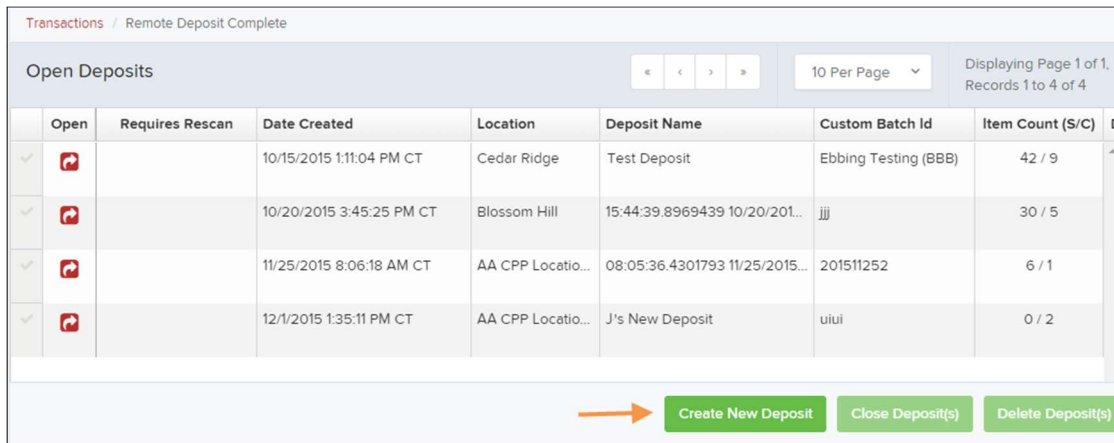 Transactions / Remote Deposit Complete
Open Deposits
« ‹ › »
10 Per Page
Displaying Page 1 of 1,
Records 1 to 4 of 4
Open Requires Rescan Date Created Location Deposit Name Custom Batch Id Item Count (S/C) D
10/15/2015 1:11:04 PM CT Cedar Ridge Test Deposit Ebbing Testing (BBB) 42 / 9
10/20/2015 3:45:25 PM CT Blossom Hill 15:44:39.8969439 10/20/201... jjj 30 / 5
11/25/2015 8:06:18 AM CT AA CPP Locatio... 08:05:36.4301793 11/25/2015... 201511252 6 / 1
12/1/2015 1:35:11 PM CT AA CPP Locatio... J's New Deposit uiui 0 / 2
Create New Deposit Close Deposit(s) Delete Deposit(s)